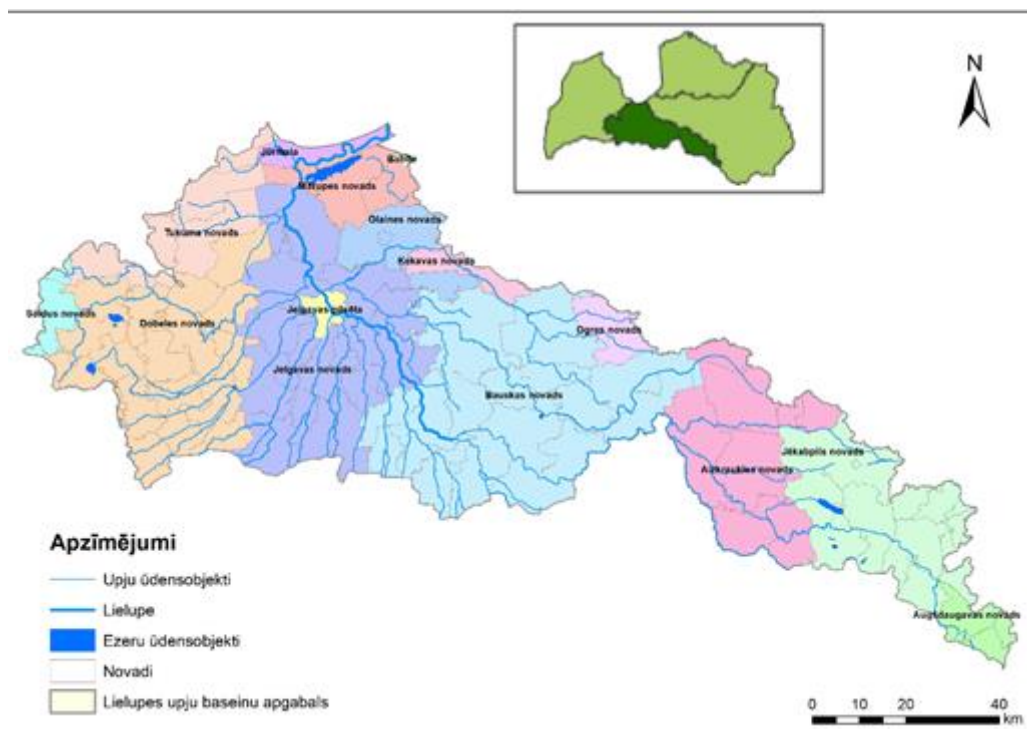 N
Jūrmala
Babīte
Mārupes novads
Olaines novads
Tukuma novads
Ķekavas novads
Saldus novads
Dobeles novads
Jelgavas pilsēta
Ogres novads
Jelgavas novads
Bauskas novads
Jēkabpils novads
Aizkraukles novads
Augšdaugavas novads
Apzīmējumi
Upju ūdensobjekti
Lielupe
Ezeru ūdensobjekti
Novadi
Lielupes upju baseinu apgabals
0 10 20 40
km